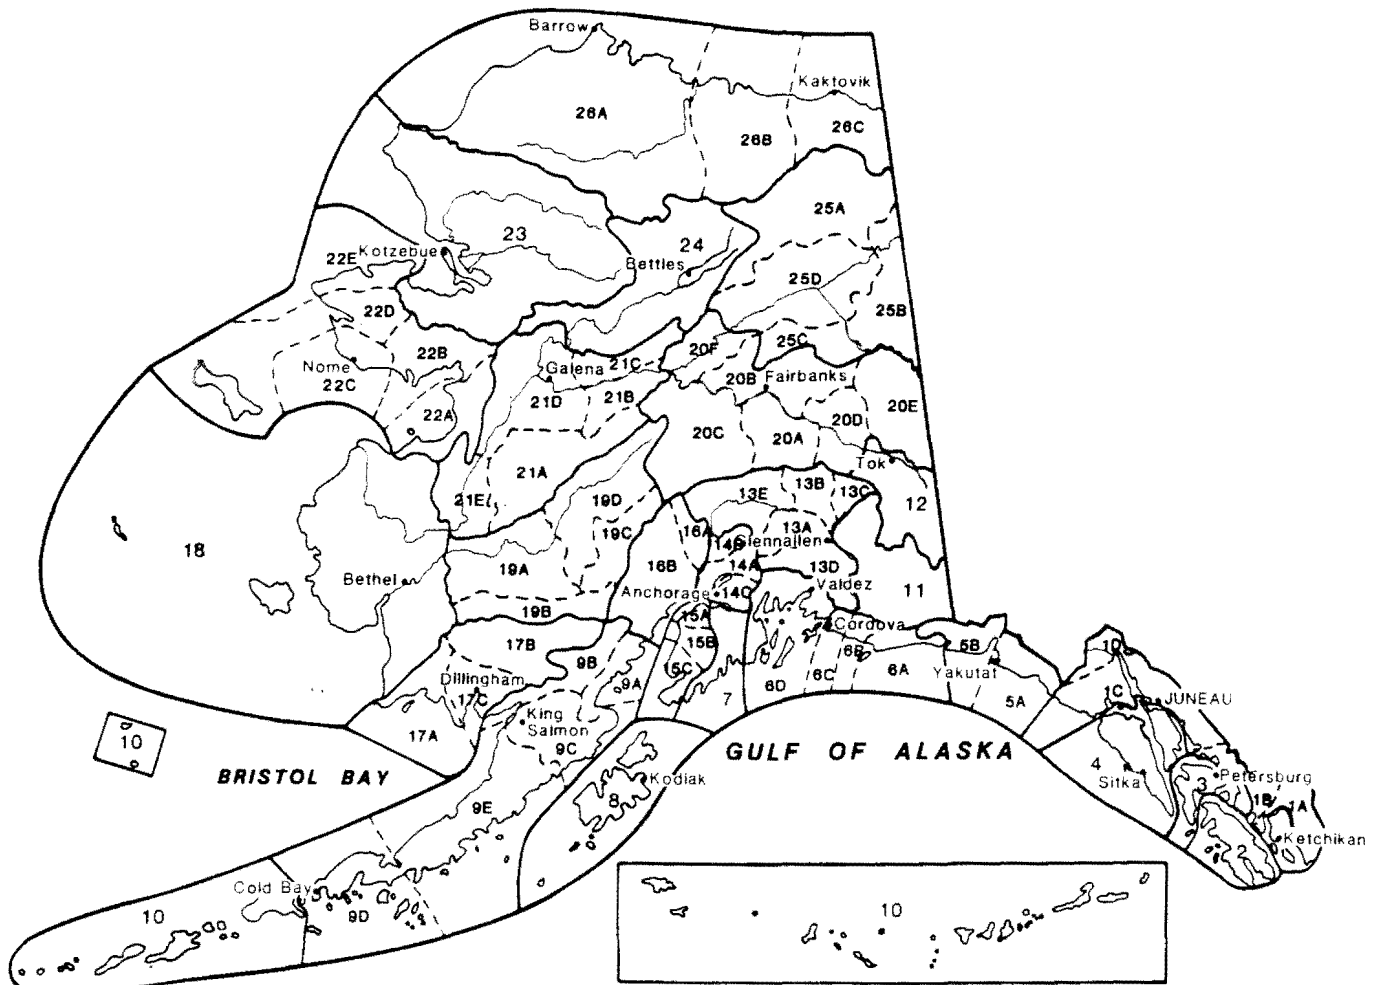 Barrow
Kaktovik
26A
26B
26C
25A
23
24
Kotzebue
22E
Bettles
25D
22D
25B
22B
25C
20F
Nome
22C
Galena
21C
20B
Fairbanks
21D
21B
22A
20D
20E
20C
20A
21A
Tok
21E
19D
13E
13B
13C
12
19C
16A
13A
14B
Glennallen
18
19A
16B
14A
13D
Bethel
Anchorage
14C
Valdez
11
19B
15A
Cordova
17B
15B
6B
5B
1D
9B
15C
6A
Yakutat
Dillingham
17C
9A
7
6D
6C
5A
1C
JUNEAU
King
Salmon
10
17A
9C
GULF OF ALASKA
BRISTOL BAY
4
Sitka
3
Petersburg
Kodiak
8
9E
1B
1A
Ketchikan
2
Cold Bay
10
9D
10